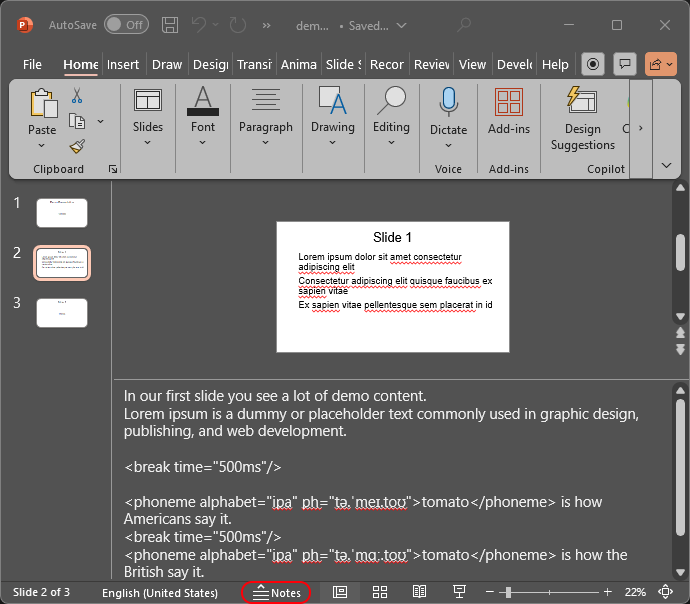 AutoSave Off dem... • Saved...
File Home Insert Draw Desig Transi Anima Slide S Recor Review View Develo Help
Paste Slides Font Paragraph Drawing Editing Dictate Add-ins Design Suggestions
Clipboard Voice Add-ins Copilot
1
2
3
Slide 1
Lorem ipsum dolor sit amet consectetur
adipiscing elit
Consectetur adipiscing elit quisque faucibus ex
sapien vitae
Ex sapien vitae pellentesque sem placerat in id
In our first slide you see a lot of demo content.
Lorem ipsum is a dummy or placeholder text commonly used in graphic design,
publishing, and web development.
<break time="500ms"/>
<phoneme alphabet="ipa" ph="tə.ˈmeɪ.toʊ">tomato</phoneme> is how
Americans say it.
<break time="500ms"/>
<phoneme alphabet="ipa" ph="tə.ˈmɑː.toʊ">tomato</phoneme> is how the
British say it.
Slide 2 of 3 English (United States) Notes 22%